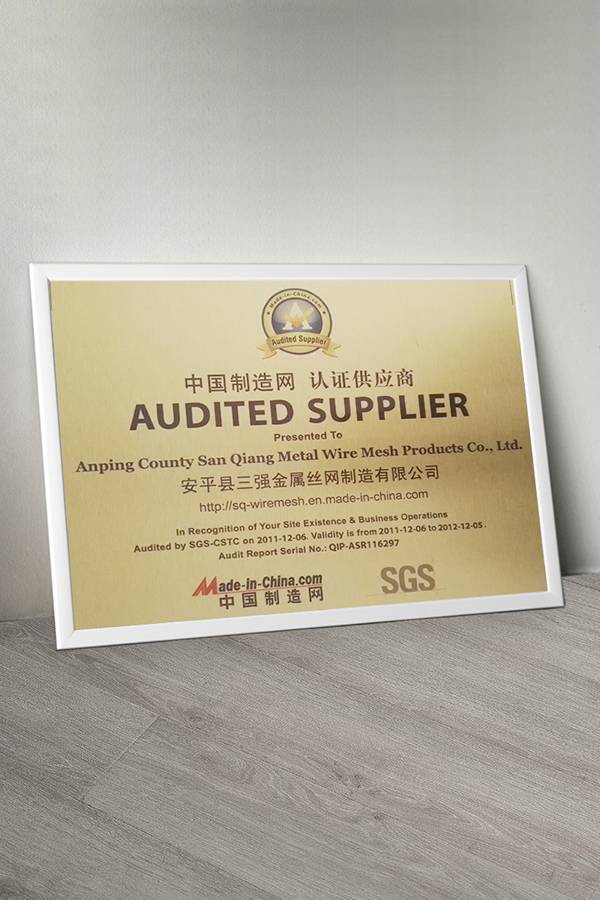 Made-in-China.com
Audited Supplier
中国制造网 认证供应商
AUDITED SUPPLIER
Presented To
Anping County San Qiang Metal Wire Mesh Products Co., Ltd.
安平县三强金属丝网制造有限公司
http://sq-wiremesh.en.made-in-china.com
In Recognition of Your Site Existence & Business Operations
Audited by SGS-CSTC on 2011-12-06. Validity is from 2011-12-06 to 2012-12-05.
Audit Report Serial No.: QIP-ASR116297
Made-in-China.com
中国制造网
SGS